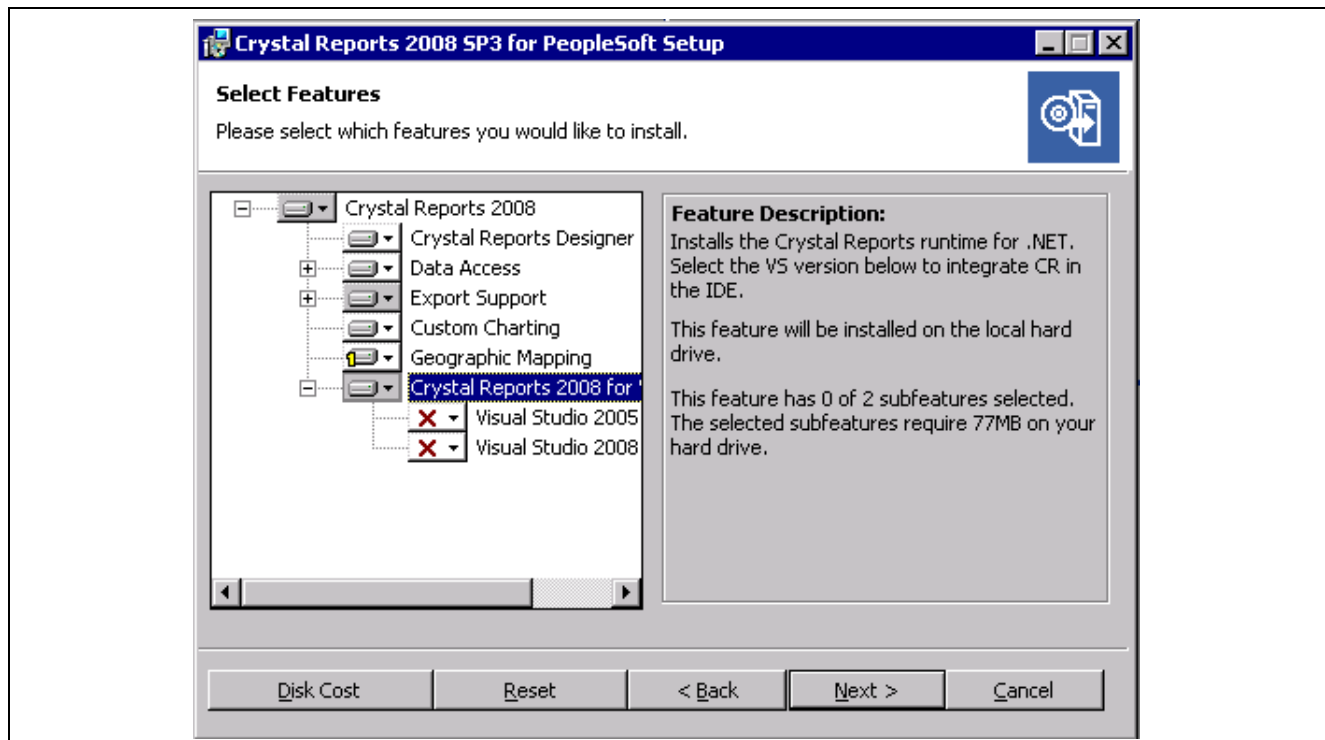 Crystal Reports 2008 SP3 for PeopleSoft Setup
Select Features
Please select which features you would like to install.
Crystal Reports 2008
Crystal Reports Designer
Data Access
Export Support
Custom Charting
1
Geographic Mapping
Crystal Reports 2008 for '
Visual Studio 2005
Visual Studio 2008
Feature Description:
Installs the Crystal Reports runtime for .NET.
Select the VS version below to integrate CR in
the IDE.
This feature will be installed on the local hard
drive.
This feature has 0 of 2 subfeatures selected.
The selected subfeatures require 77MB on your
hard drive.
Disk Cost
Reset
< Back
Next >
Cancel